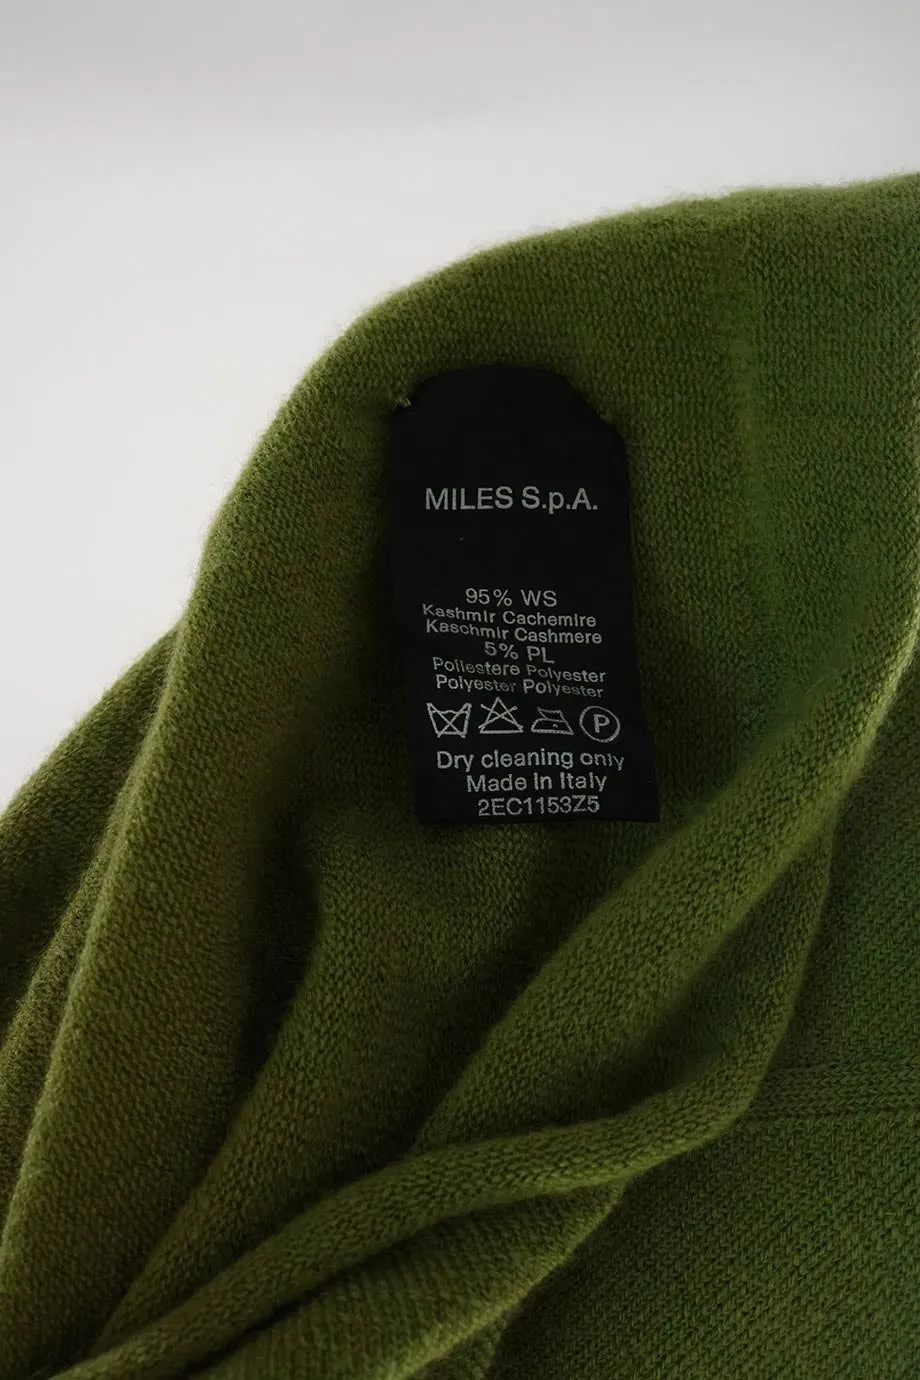 MILES S.p.A.
95% WS
Kashmir Cachemire
Kaschmir Cashmere
5% PL
Poliestere Polyester
Polyester Polyester
P
Dry cleaning only
Made In Italy
2EC1153Z5